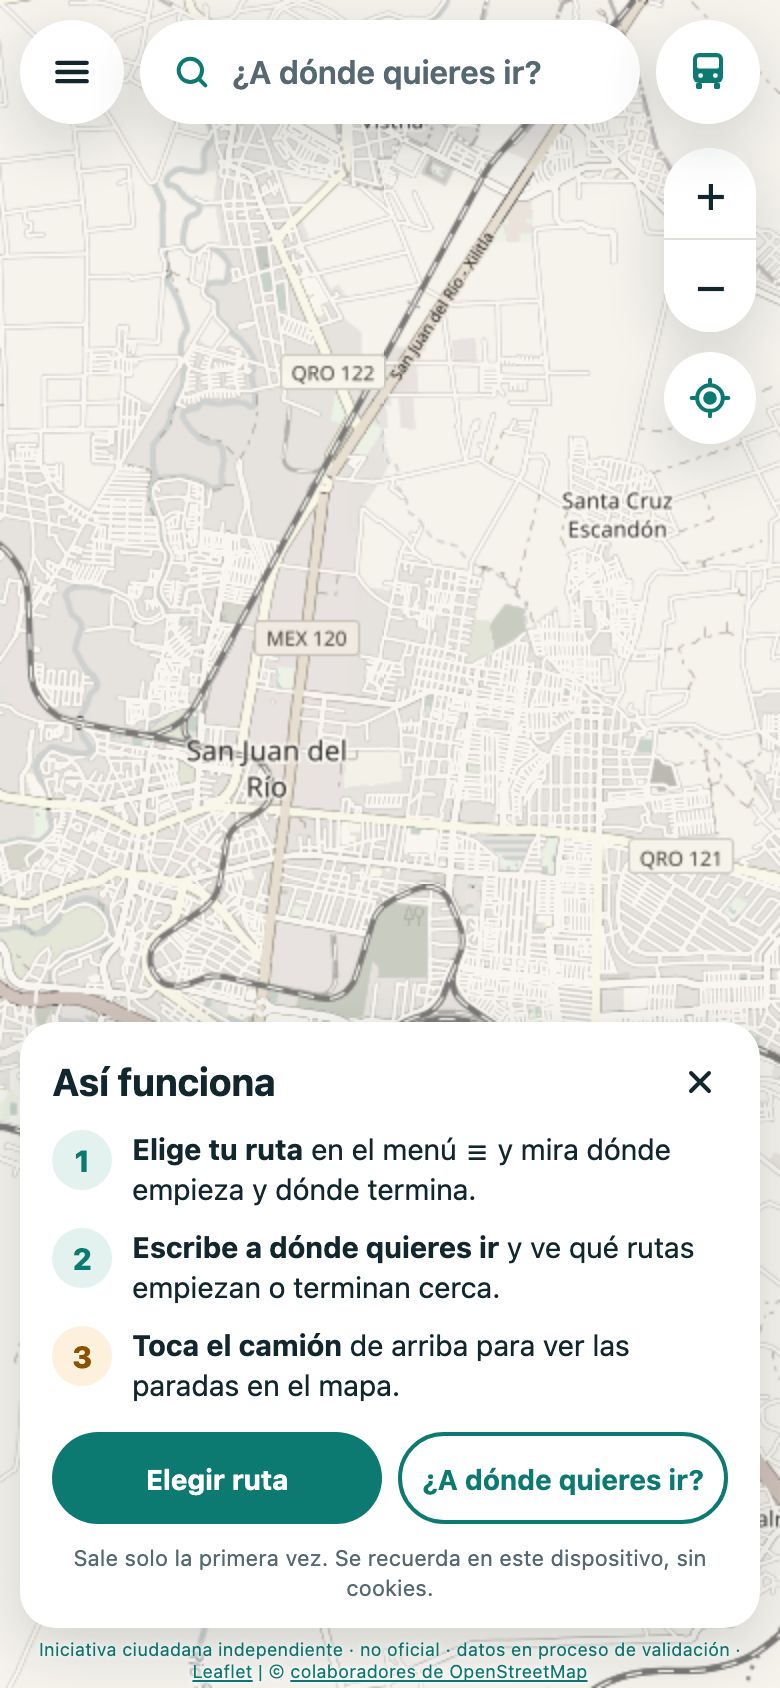 ¿A dónde quieres ir?
San Juan del Río - Xilitla
QRO 122
Santa Cruz
Escandón
MEX 120
San Juan del
Río
QRO 121
Así funciona
1
Elige tu ruta en el menú ≡ y mira dónde
empieza y dónde termina.
2
Escribe a dónde quieres ir y ve qué rutas
empiezan o terminan cerca.
3
Toca el camión de arriba para ver las
paradas en el mapa.
Elegir ruta
¿A dónde quieres ir?
Sale solo la primera vez. Se recuerda en este dispositivo, sin
cookies.
Iniciativa ciudadana independiente · no oficial · datos en proceso de validación ·
Leaflet | © colaboradores de OpenStreetMap